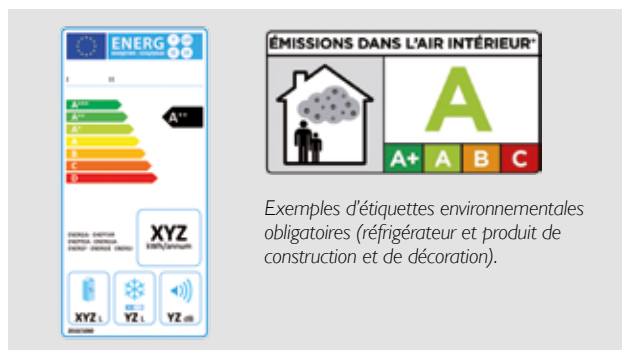 ENERG
I II
A+++
A++
A+
A
B
C
D
A++
XYZ
kWh/annum
XYZ L
YZ L
YZ dB
ÉMISSIONS DANS L'AIR INTÉRIEUR*
A
A+ A B C
Exemples d'étiquettes environnementales
obligatoires (réfrigérateur et produit de
construction et de décoration).